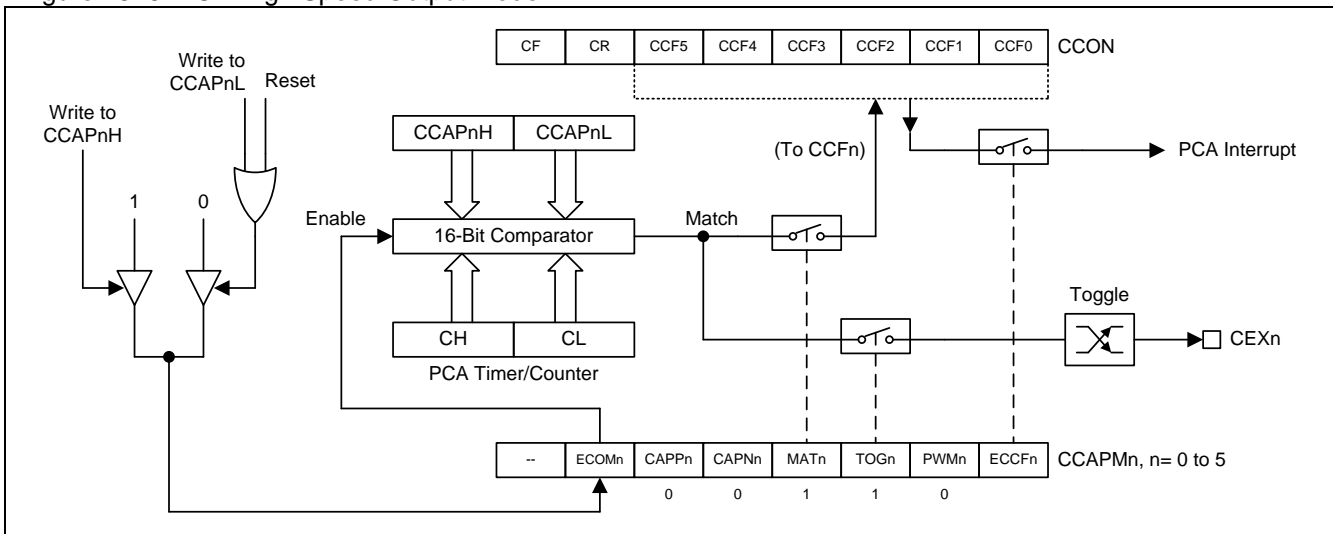 CF CR CCF5 CCF4 CCF3 CCF2 CCF1 CCF0 CCON
Write to
CCAPnL
Reset
Write to
CCAPnH
CCAPnH CCAPnL
(To CCFn)
PCA Interrupt
1 0
Enable
16-Bit Comparator
Match
Toggle
CH CL
CEXn
PCA Timer/Counter
-- ECOMn CAPPn CAPNn MATn TOGn PWMn ECCFn CCAPMn, n= 0 to 5
0 0 1 1 0